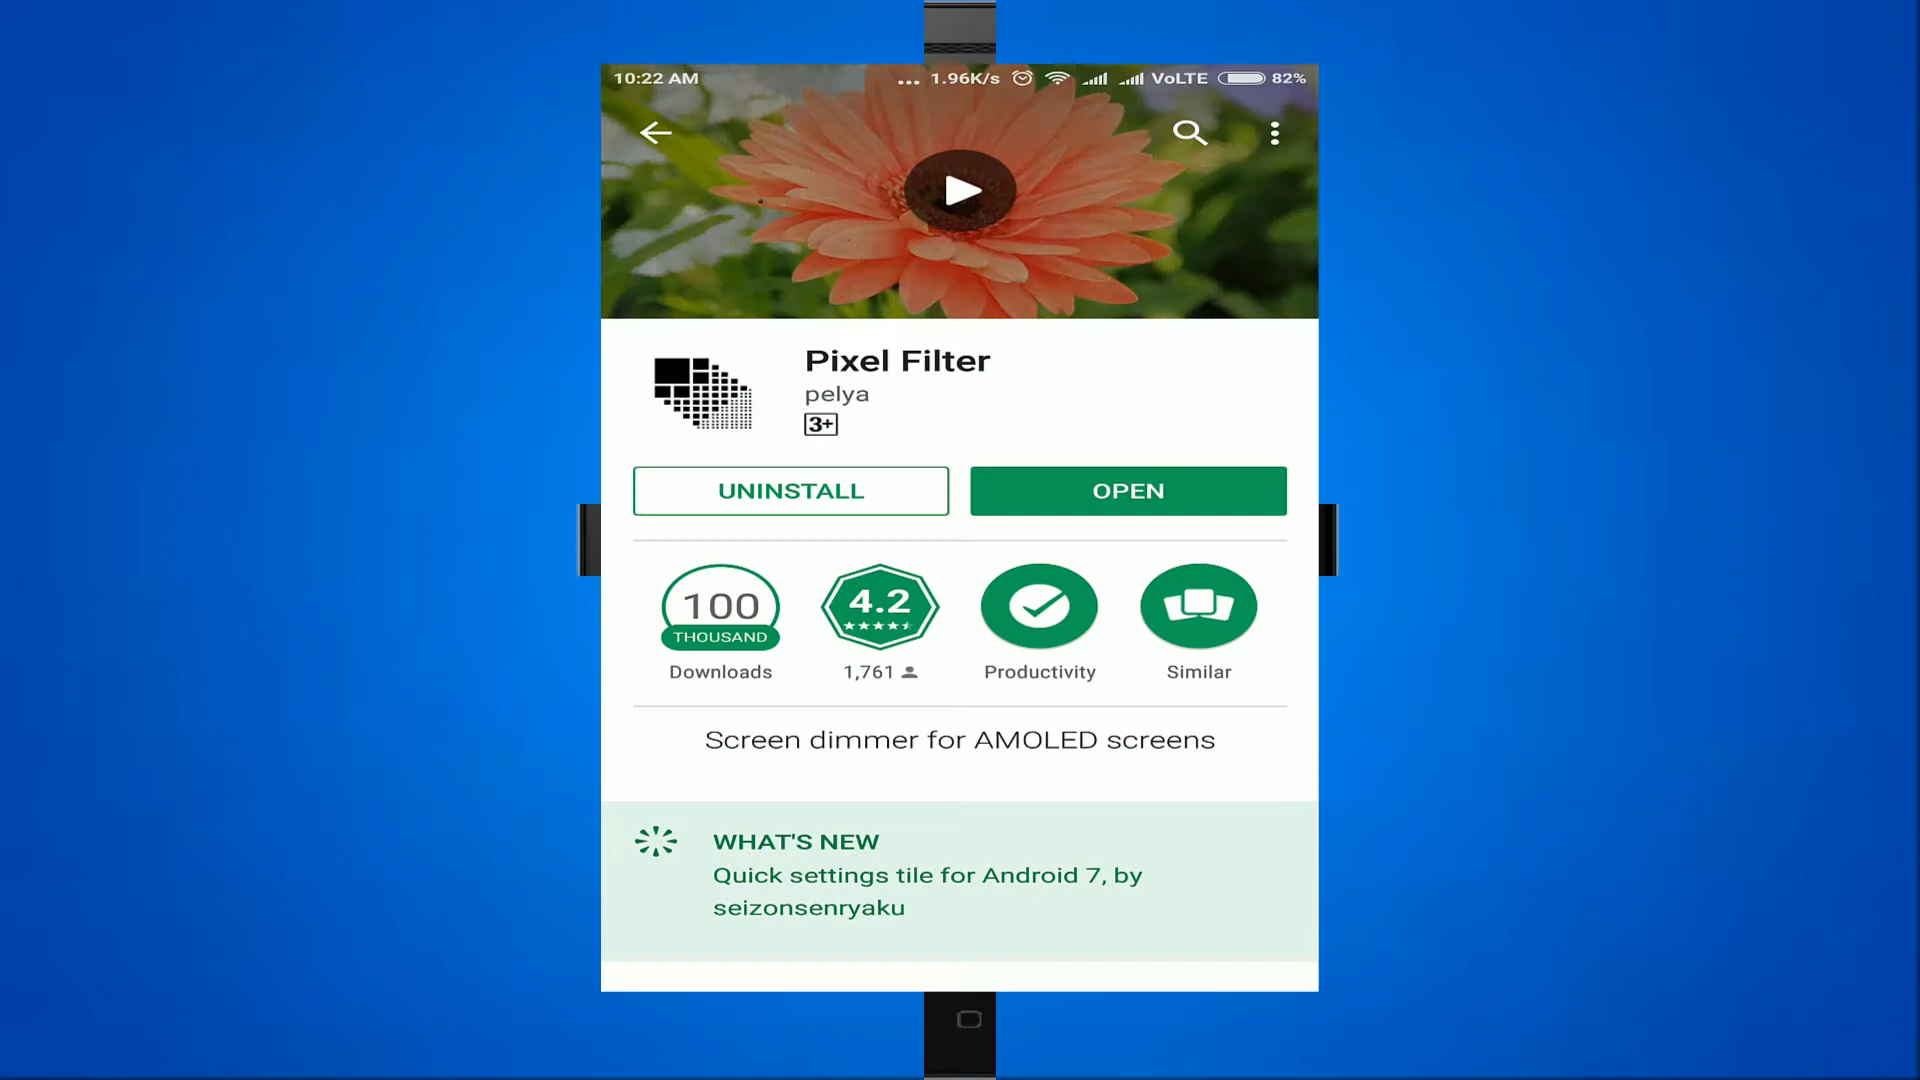 10:22 AM ... 1.96K/s VoLTE 82%
Pixel Filter
pelya
3+
UNINSTALL
OPEN
100
THOUSAND
Downloads
4.2
1,761
Productivity
Similar
Screen dimmer for AMOLED screens
WHAT'S NEW
Quick settings tile for Android 7, by
seizonsenryaku